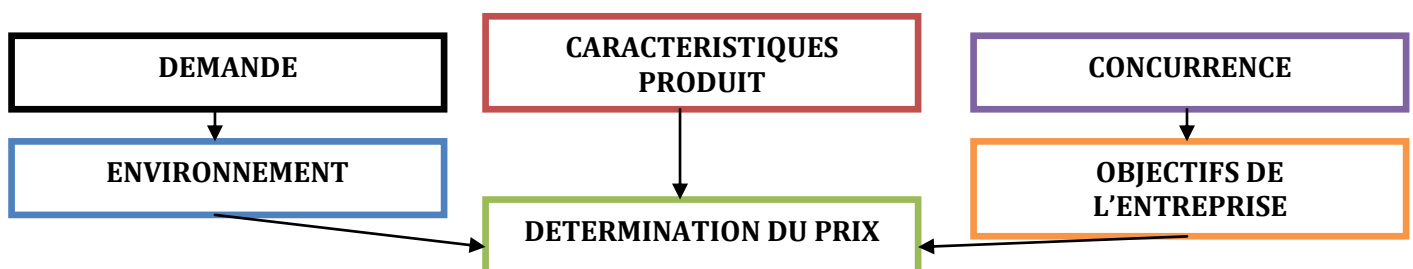 DEMANDE
CARACTERISTIQUES
PRODUIT
CONCURRENCE
ENVIRONNEMENT
OBJECTIFS DE
L’ENTREPRISE
DETERMINATION DU PRIX